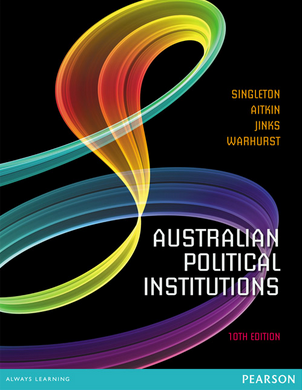 SINGLETON
AITKIN
JINKS
WARHURST
AUSTRALIAN
POLITICAL
INSTITUTIONS
10TH EDITION
ALWAYS LEARNING
PEARSON